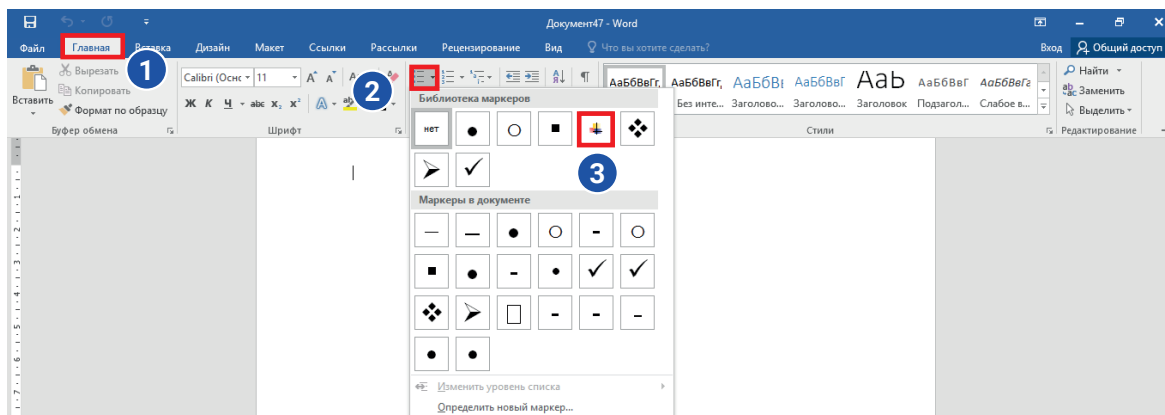 Документ47 - Word
Файл Главная Вставка Дизайн Макет Ссылки Рассылки Рецензирование Вид Что вы хотите сделать? Вход Общий доступ
1
Вставить
Вырезать
Копировать
Формат по образцу
Буфер обмена
Calibri (Оснс 11
Ж К Ч abc x₂ x²
Шрифт
2
АаБбВвГг, АаБбВвГг, АаБбВı АаБбВвГ АаЬ АаБбВвГ АаБбВвГг
Без инте... Заголово... Заголово... Заголовок Подзагол... Слабое в...
Стили
Найти
Заменить
Выделить
Редактирование
Библиотека маркеров
нет
3
Маркеры в документе
Изменить уровень списка
Определить новый маркер...